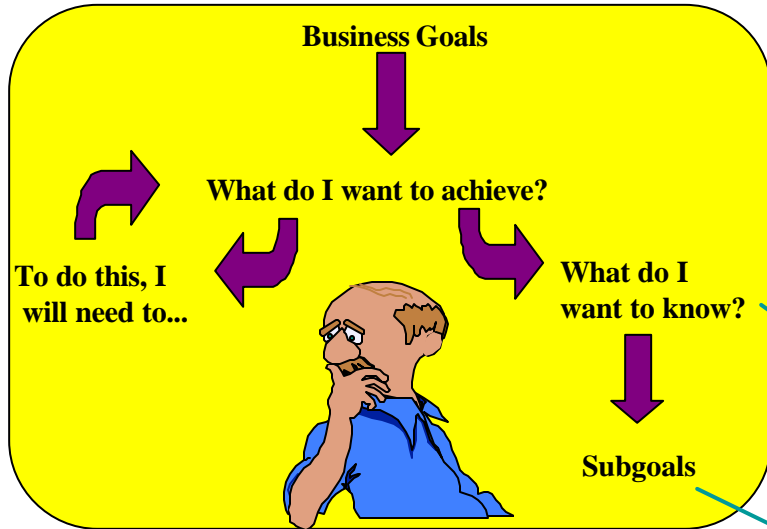 Business Goals
What do I want to achieve?
To do this, I
will need to...
What do I
want to know?
Subgoals